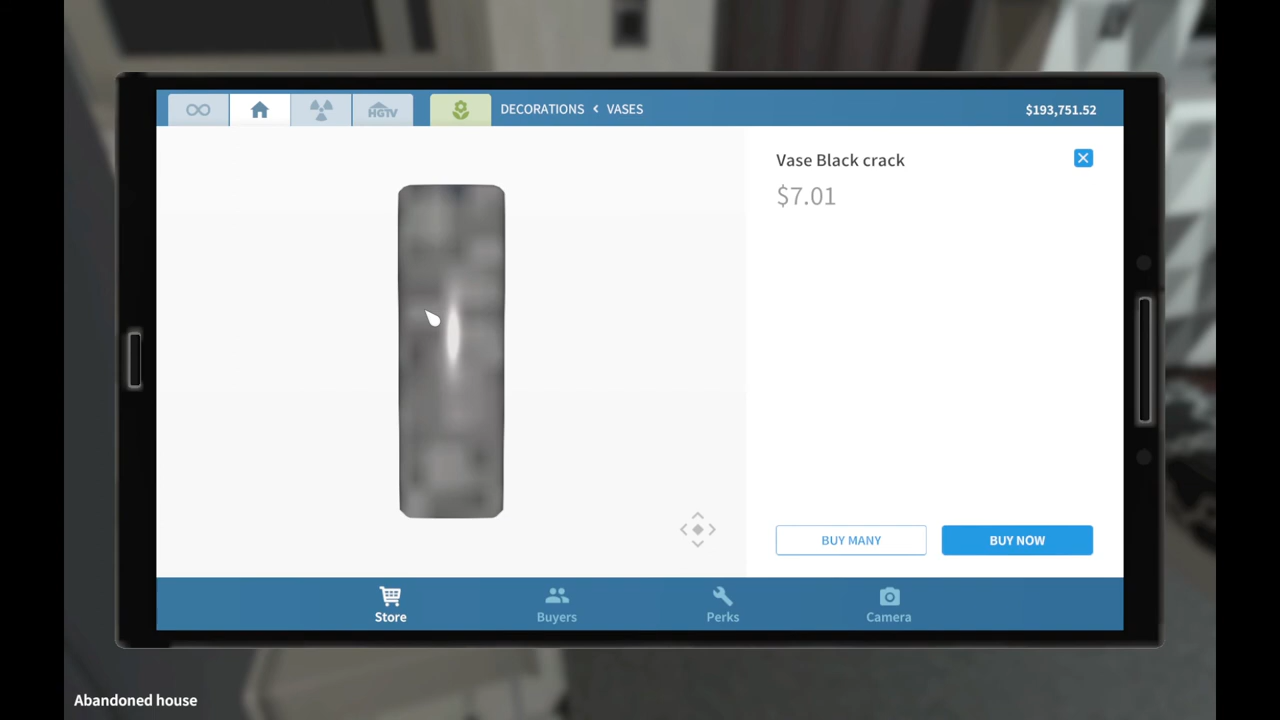 HGTV
DECORATIONS < VASES
$193,751.52
Vase Black crack
$7.01
BUY MANY
BUY NOW
Store
Buyers
Perks
Camera
Abandoned house